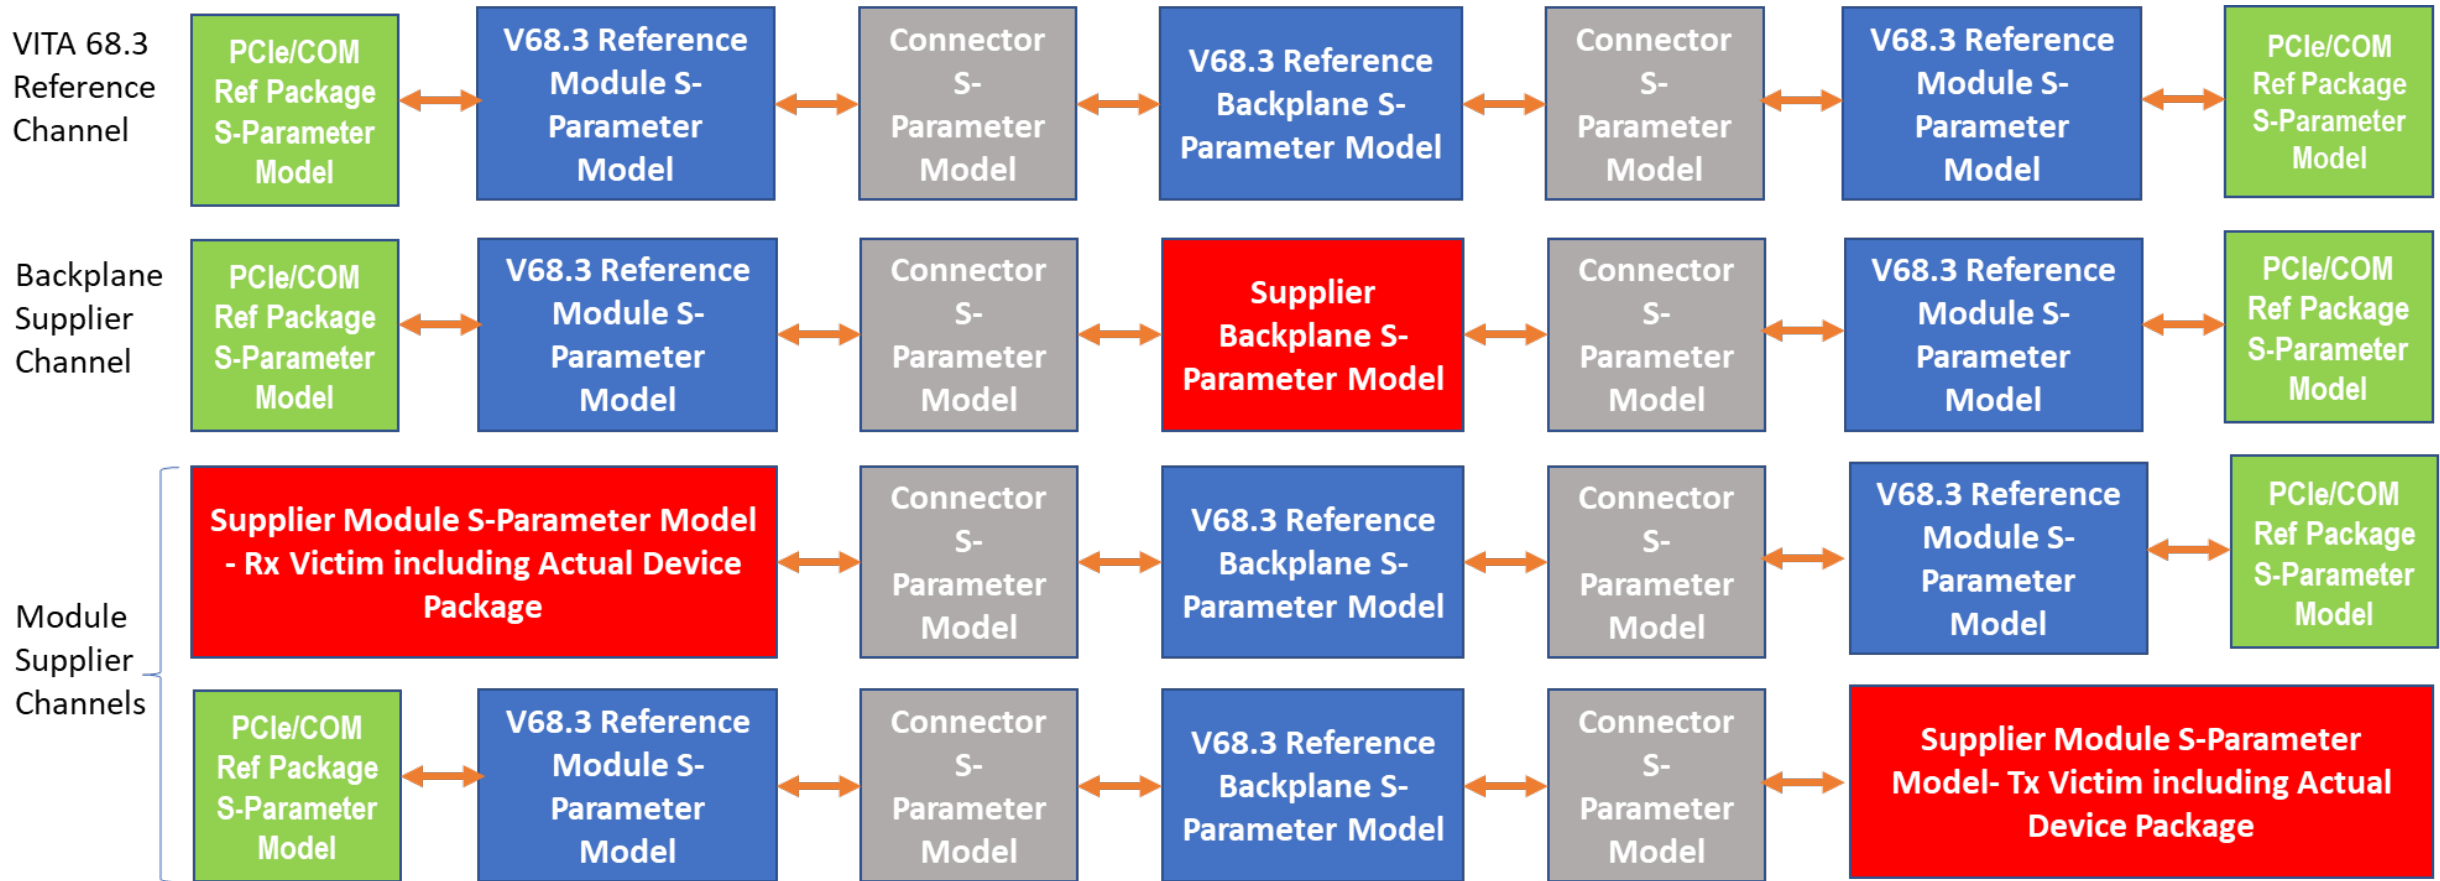 VITA 68.3
Reference
Channel
PCIe/COM
Ref Package
S-Parameter
Model
V68.3 Reference
Module S-
Parameter
Model
Connector
S-
Parameter
Model
V68.3 Reference
Backplane S-
Parameter Model
Connector
S-
Parameter
Model
V68.3 Reference
Module S-
Parameter
Model
PCIe/COM
Ref Package
S-Parameter
Model
Backplane
Supplier
Channel
PCIe/COM
Ref Package
S-Parameter
Model
V68.3 Reference
Module S-
Parameter
Model
Connector
S-
Parameter
Model
Supplier
Backplane S-
Parameter Model
Connector
S-
Parameter
Model
V68.3 Reference
Module S-
Parameter
Model
PCIe/COM
Ref Package
S-Parameter
Model
Module
Supplier
Channels
Supplier Module S-Parameter Model
- Rx Victim including Actual Device
Package
Connector
S-
Parameter
Model
V68.3 Reference
Backplane S-
Parameter Model
Connector
S-
Parameter
Model
V68.3 Reference
Module S-
Parameter
Model
PCIe/COM
Ref Package
S-Parameter
Model
PCIe/COM
Ref Package
S-Parameter
Model
V68.3 Reference
Module S-
Parameter
Model
Connector
S-
Parameter
Model
V68.3 Reference
Backplane S-
Parameter Model
Connector
S-
Parameter
Model
Supplier Module S-Parameter
Model- Tx Victim including Actual
Device Package